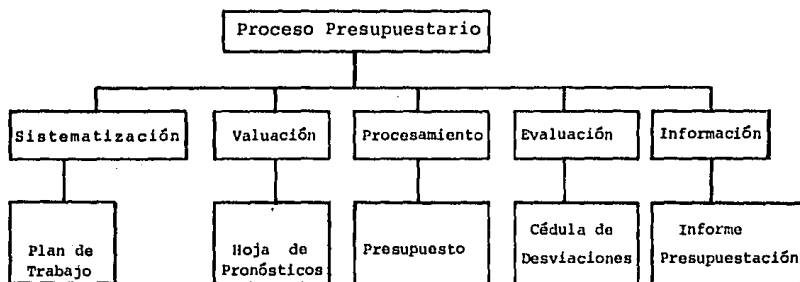 Proceso Presupuestario
Sistematización
Valuación
Procesamiento
Evaluación
Información
Plan de
Trabajo
Hoja de
Pronósticos
Presupuesto
Cédula de
Desviaciones
Informe
Presupuestación